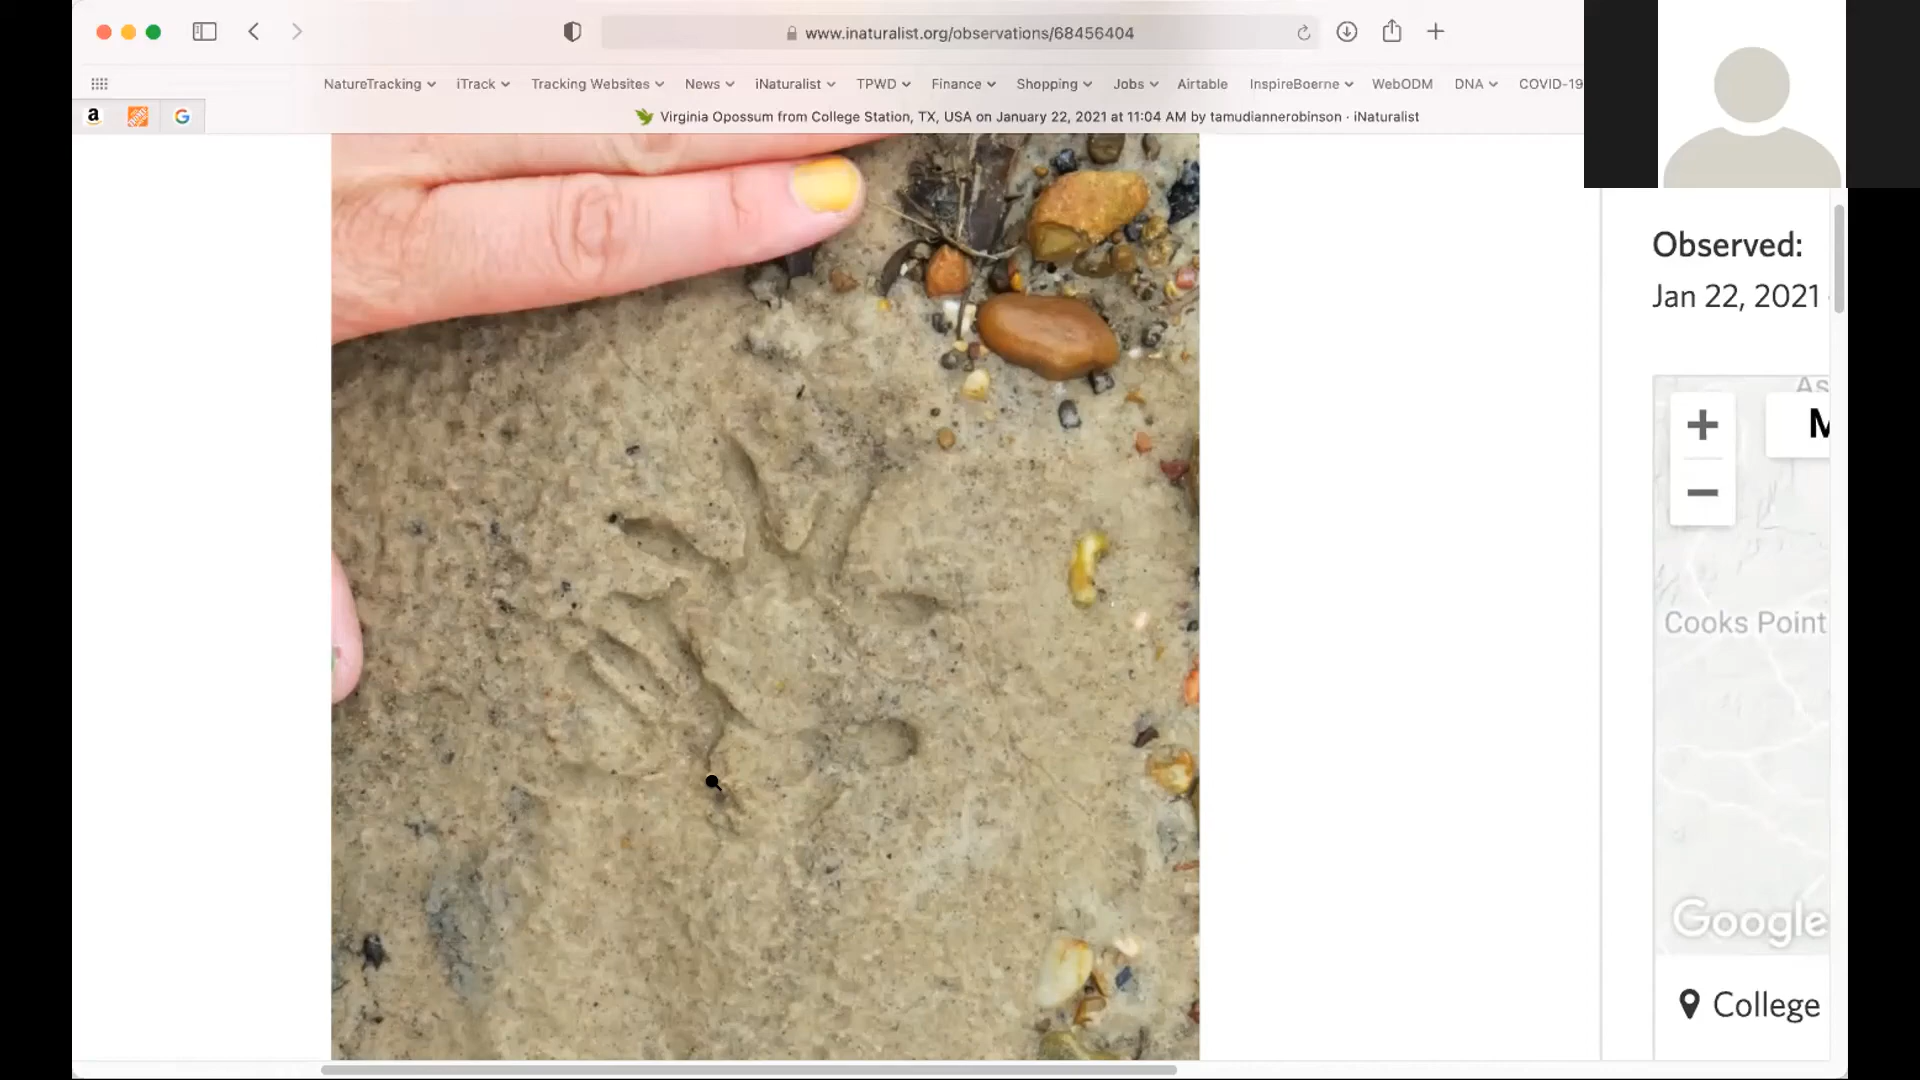 www.inaturalist.org/observations/68456404
NatureTracking iTrack Tracking Websites News iNaturalist TPWD Finance Shopping Jobs Airtable InspireBoerne WebODM DNA COVID-19
a G Virginia Opossum from College Station, TX, USA on January 22, 2021 at 11:04 AM by tamudiannerobinson · iNaturalist
Observed:
Jan 22, 2021
As
+ M
−
Cooks Point
Google
College